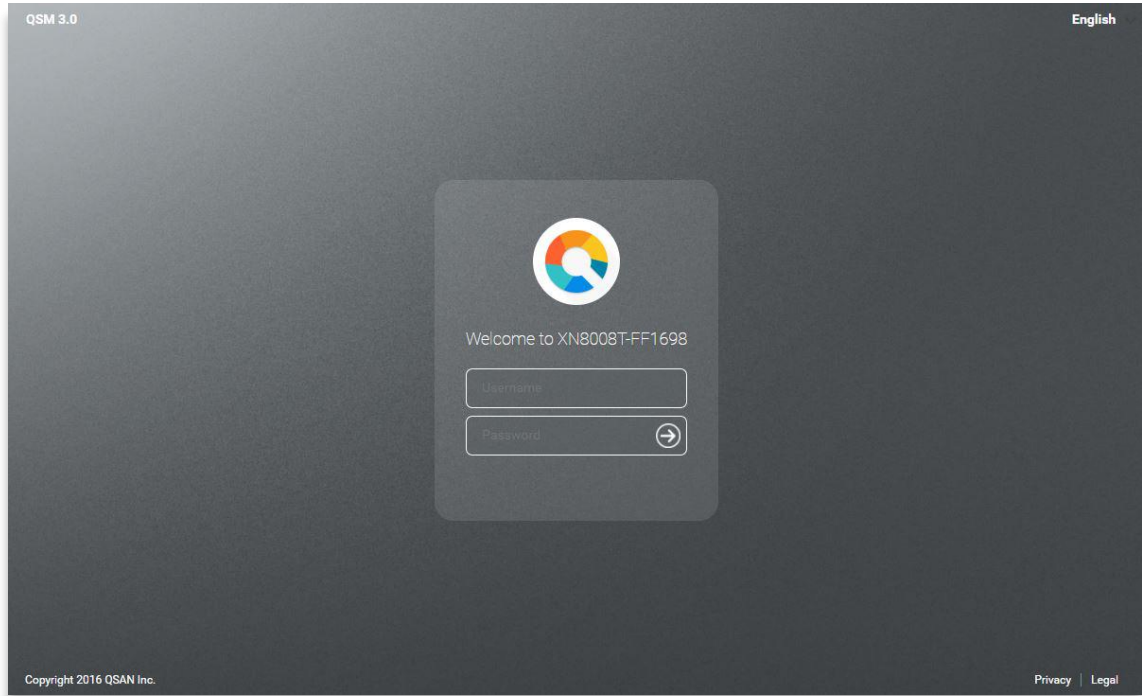 QSM 3.0
English
Welcome to XN8008T-FF1698
Username
Password
Copyright 2016 QSAN Inc.
Privacy | Legal